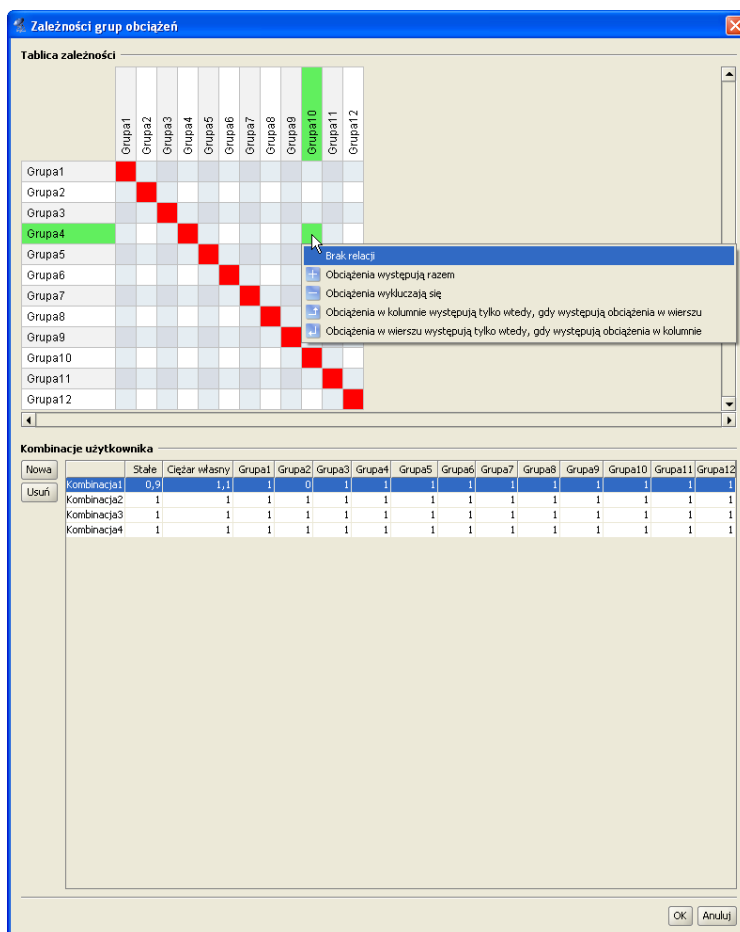 Zależności grup obciążeń
Tablica zależności
Grupa1 Grupa2 Grupa3 Grupa4 Grupa5 Grupa6 Grupa7 Grupa8 Grupa9 Grupa10 Grupa11 Grupa12
Grupa1
Grupa2
Grupa3
Grupa4
Grupa5
Brak relacji
Grupa6
Obciążenia występują razem
Grupa7
Obciążenia wykluczają się
Grupa8
Obciążenia w kolumnie występują tylko wtedy, gdy występują obciążenia w wierszu
Grupa9
Obciążenia w wierszu występują tylko wtedy, gdy występują obciążenia w kolumnie
Grupa10
Grupa11
Grupa12
Kombinacje użytkownika
Nowa
Usuń
Stałe Ciężar własny Grupa1 Grupa2 Grupa3 Grupa4 Grupa5 Grupa6 Grupa7 Grupa8 Grupa9 Grupa10 Grupa11 Grupa12
Kombinacja1 0,9 1,1 1 0 1 1 1 1 1 1 1 1 1 1
Kombinacja2 1 1 1 1 1 1 1 1 1 1 1 1 1 1
Kombinacja3 1 1 1 1 1 1 1 1 1 1 1 1 1 1
Kombinacja4 1 1 1 1 1 1 1 1 1 1 1 1 1 1
OK Anuluj